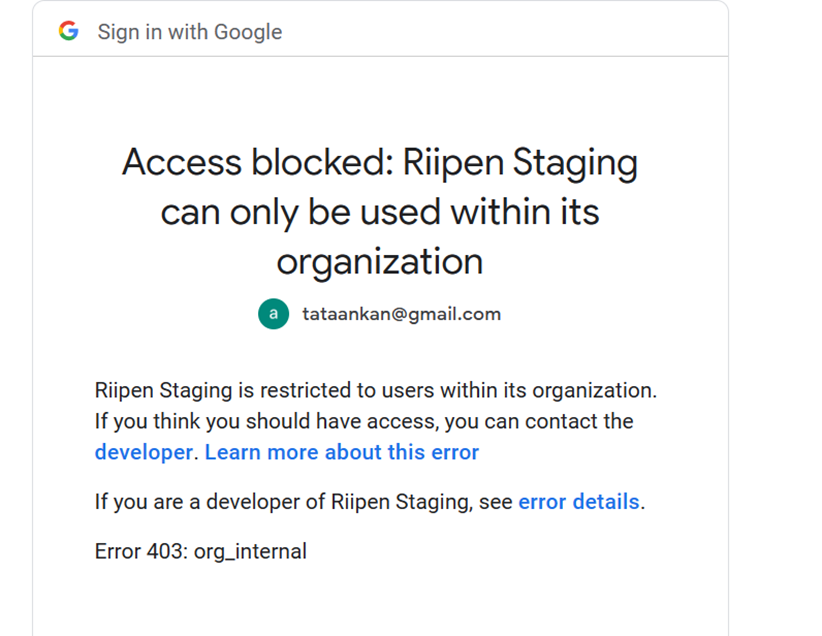 Sign in with Google
Access blocked: Riipen Staging
can only be used within its
organization
a tataankan@gmail.com
Riipen Staging is restricted to users within its organization.
If you think you should have access, you can contact the
developer. Learn more about this error
If you are a developer of Riipen Staging, see error details.
Error 403: org_internal